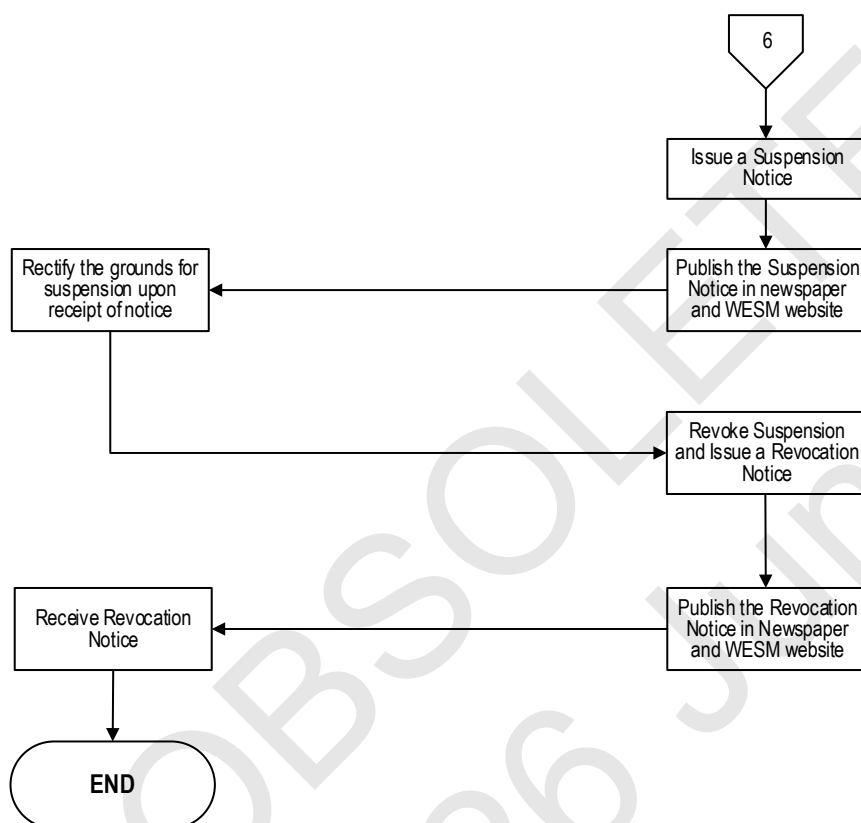 6
Issue a Suspension
Notice
Rectify the grounds for
suspension upon
receipt of notice
Publish the Suspension
Notice in newspaper
and WESM website
Revoke Suspension
and Issue a Revocation
Notice
Receive Revocation
Notice
Publish the Revocation
Notice in Newspaper
and WESM website
END
OBSOLETE
26 Jun